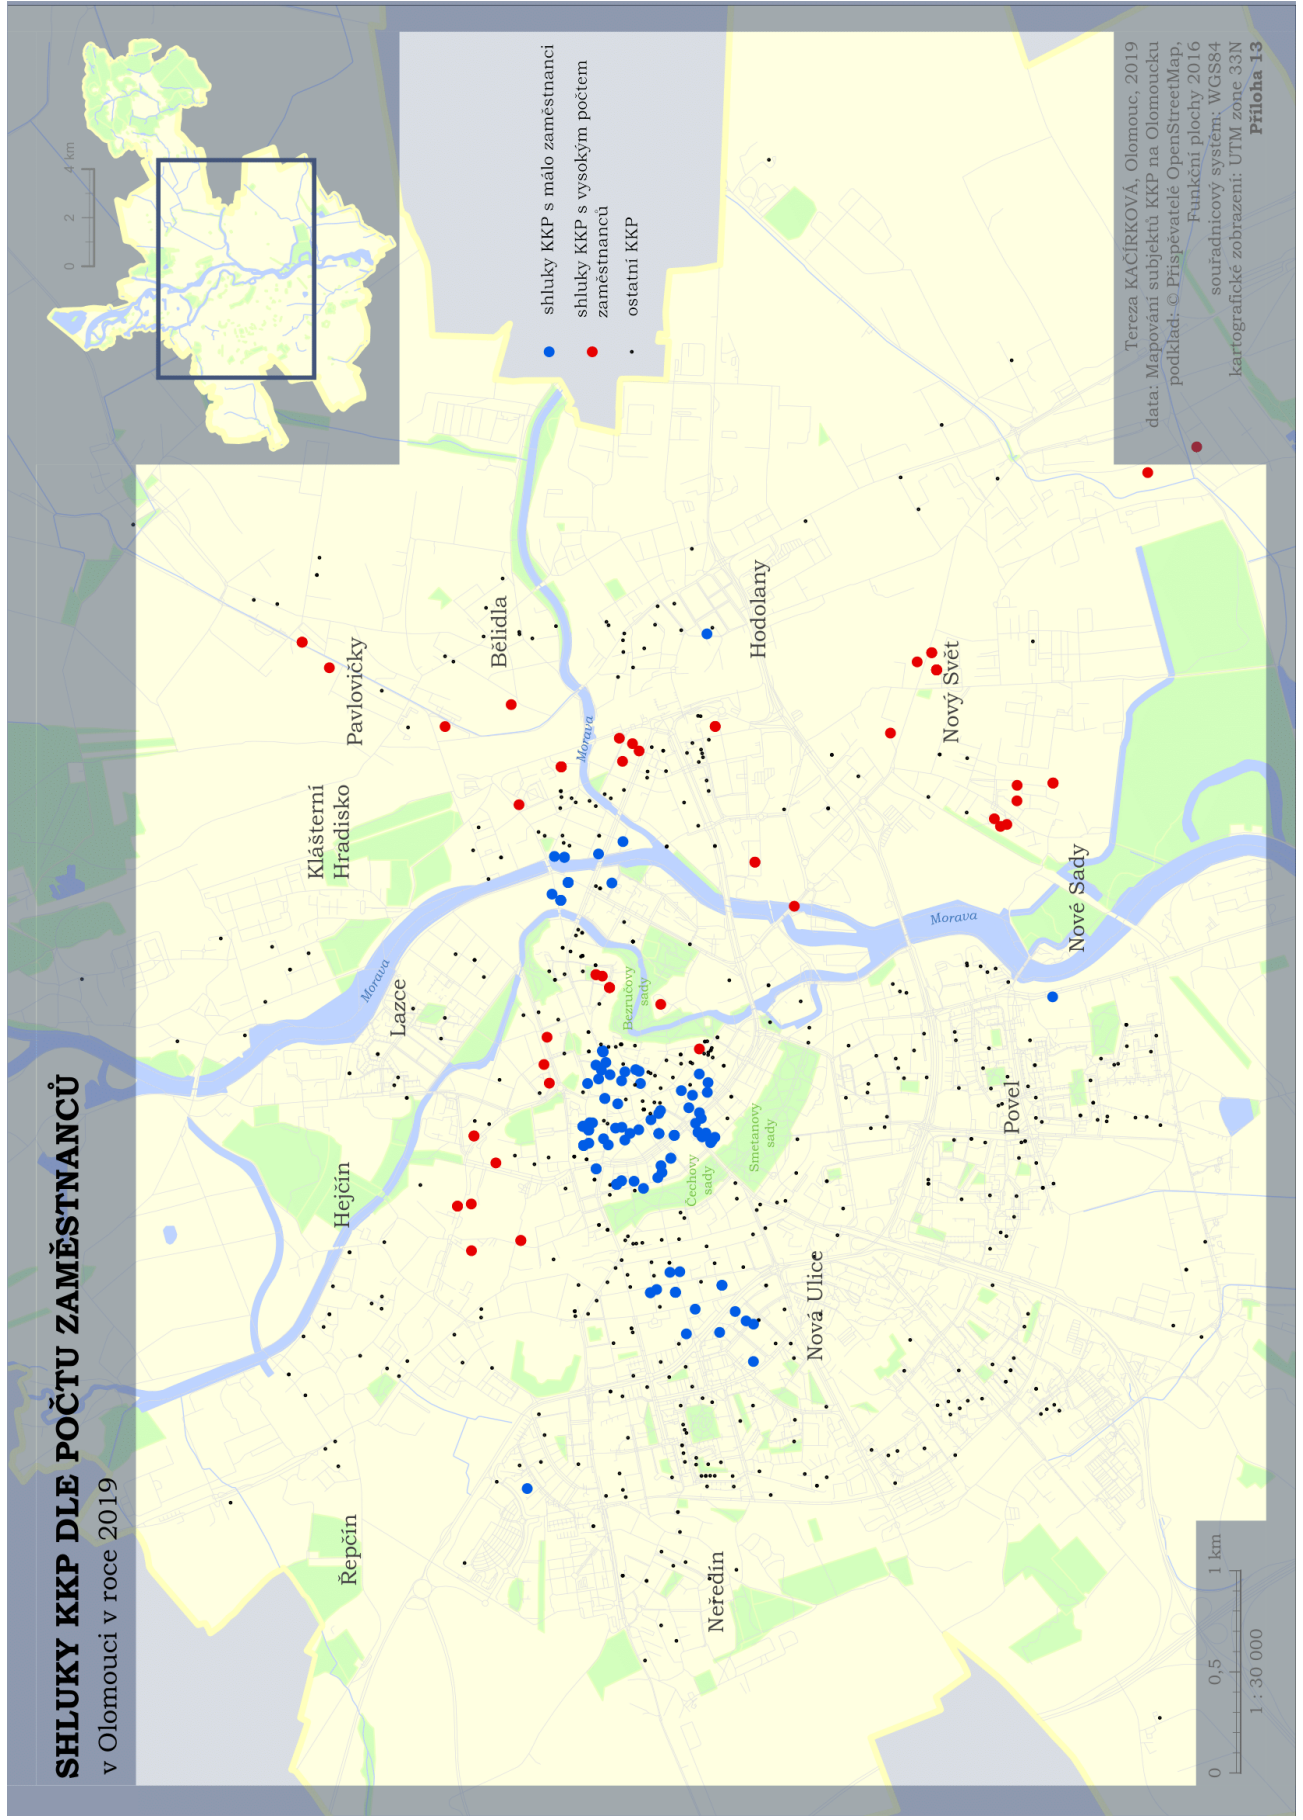 SHLUKY KKP DLE POČTU ZAMĚSTNANCŮ
v Olomouci v roce 2019
0 2 4 km
shluky KKP s málo zaměstnanci
shluky KKP s vysokým počtem
zaměstnanců
ostatní KKP
Řepčín
Hejčín
Lazce
Morava
Klášterní
Hradisko
Pavlovičky
Bělidla
Morava
Bezručovy
sady
Čechovy
sady
Smetanovy
sady
Hodolany
Neředín
Nová Ulice
Nový Svět
Morava
Povel
Nové Sady
0 0,5 1 km
1 : 30 000
Tereza KAČÍRKOVÁ, Olomouc, 2019
data: Mapování subjektů KKP na Olomoucku
podklad: © Přispěvatelé OpenStreetMap,
Funkční plochy 2016
souřadnicový systém: WGS84
kartografické zobrazení: UTM zone 33N
Příloha 13